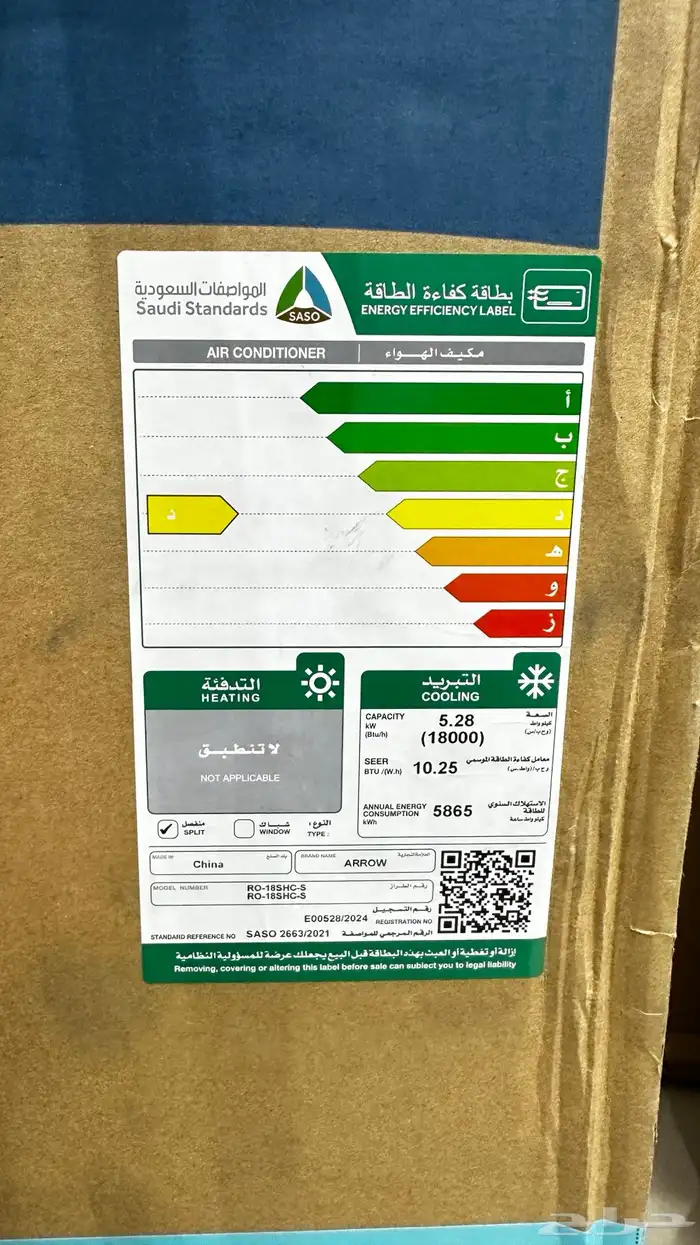 المواصفات السعودية
Saudi Standards
SASO
بطاقة كفاءة الطاقة
ENERGY EFFICIENCY LABEL
AIR CONDITIONER
مكيف الهواء
أ
ب
ج
د
د
هـ
و
ز
التدفئة
HEATING
لا تنطبق
NOT APPLICABLE
التبريد
COOLING
CAPACITY
kW
(Btu/h)
5.28
(18000)
السعة
كيلو واط
(و.ح.ب/س)
SEER
BTU /(W.h)
10.25
معامل كفاءة الطاقة الموسمي
و.ح.ب/(واط.س)
ANNUAL ENERGY
CONSUMPTION
kWh
5865
الاستهلاك السنوي
للطاقة
كيلو واط ساعة
منفصل
SPLIT
شباك
WINDOW
النوع:
TYPE :
MADE IN
China
بلد الصنع
BRAND NAME
ARROW
العلامة التجارية
MODEL NUMBER
RO-18SHC-S
RO-18SHC-S
رقم الطراز
رقم التسجيل
E00528/2024 REGISTRATION NO
STANDARD REFERENCE NO SASO 2663/2021 الرقم المرجعي للمواصفة
إزالة أو تغطية أو العبث بهذه البطاقة قبل البيع يجعلك عرضة للمسؤولية النظامية
Removing, covering or altering this label before sale can subject you to legal liability
حراج